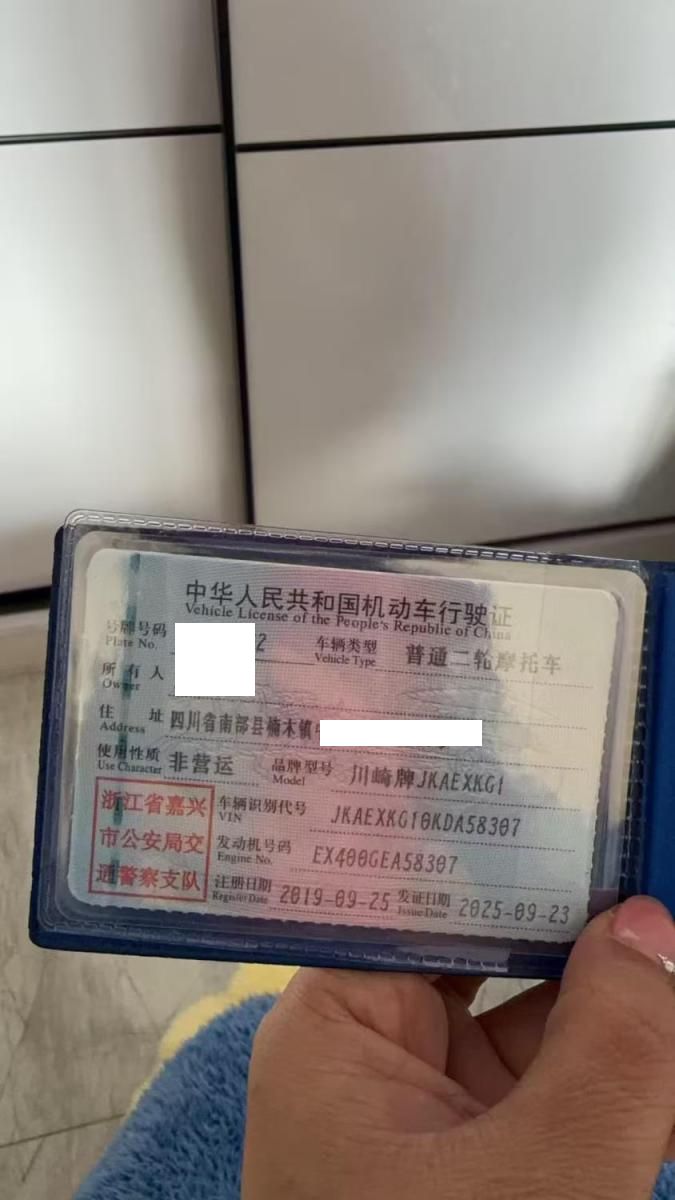 中华人民共和国机动车行驶证
Vehicle License of the People's Republic of China
号牌号码 2 车辆类型 普通二轮摩托车
Plate No. Vehicle Type
所有人
Owner
住址 四川省南部县楠木镇
Address
使用性质 非营运 品牌型号 川崎牌JKAEXKG1
Use Character Model
浙江省嘉兴
市公安局交
通警察支队
车辆识别代号 JKAEXKG10KDA58307
VIN
发动机号码 EX400GEA58307
Engine No.
注册日期 2019-09-25 发证日期 2025-09-23
Register Date Issue Date